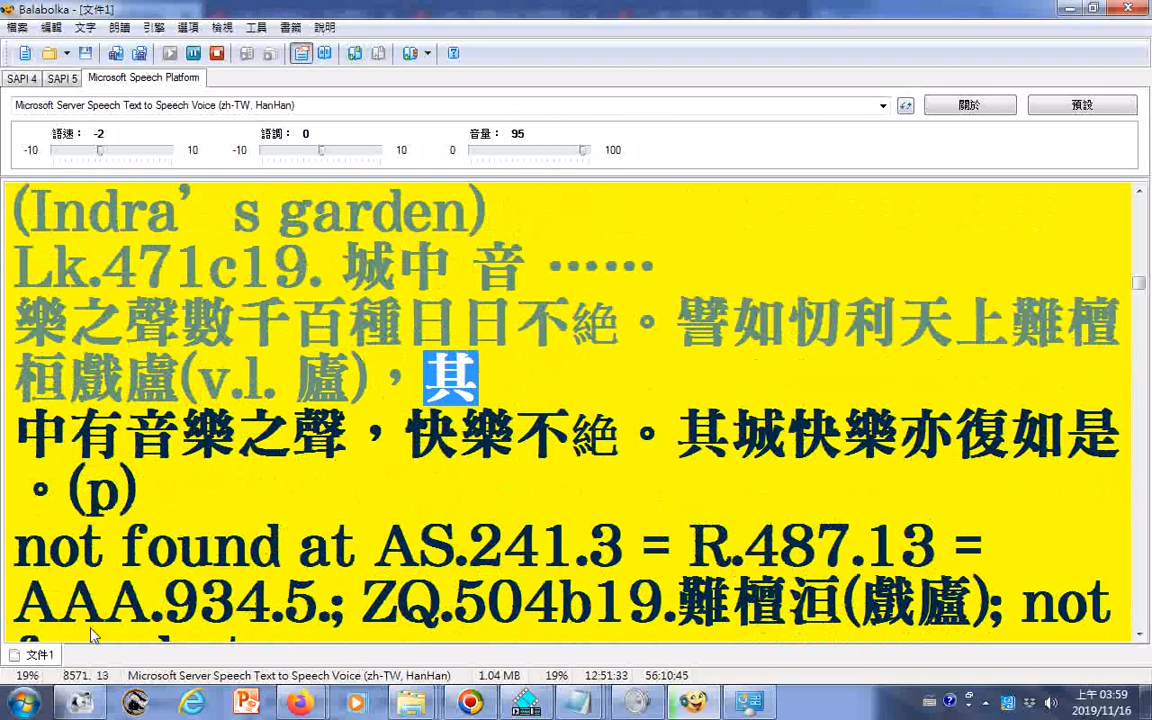 Balabolka - [文件1]
檔案 編輯 文字 朗讀 引擎 選項 檢視 工具 書籤 說明
SAPI 4 SAPI 5 Microsoft Speech Platform
Microsoft Server Speech Text to Speech Voice (zh-TW, HanHan) 關於 預設
語速： -2 語調： 0 音量： 95
-10 10 -10 10 0 100
(Indra’s garden)
Lk.471c19. 城中 音 ……
樂之聲數千百種日日不絶。譬如忉利天上難檀
桓戲廬(v.l. 廬)，其
中有音樂之聲，快樂不絶。其城快樂亦復如是
。(p)
not found at AS.241.3 = R.487.13 =
AAA.934.5.; ZQ.504b19.難檀洹(戲廬); not
文件1
19% 8571, 13 Microsoft Server Speech Text to Speech Voice (zh-TW, HanHan) 1.04 MB 19% 12:51:33 56:10:45
上午 03:59
2019/11/16